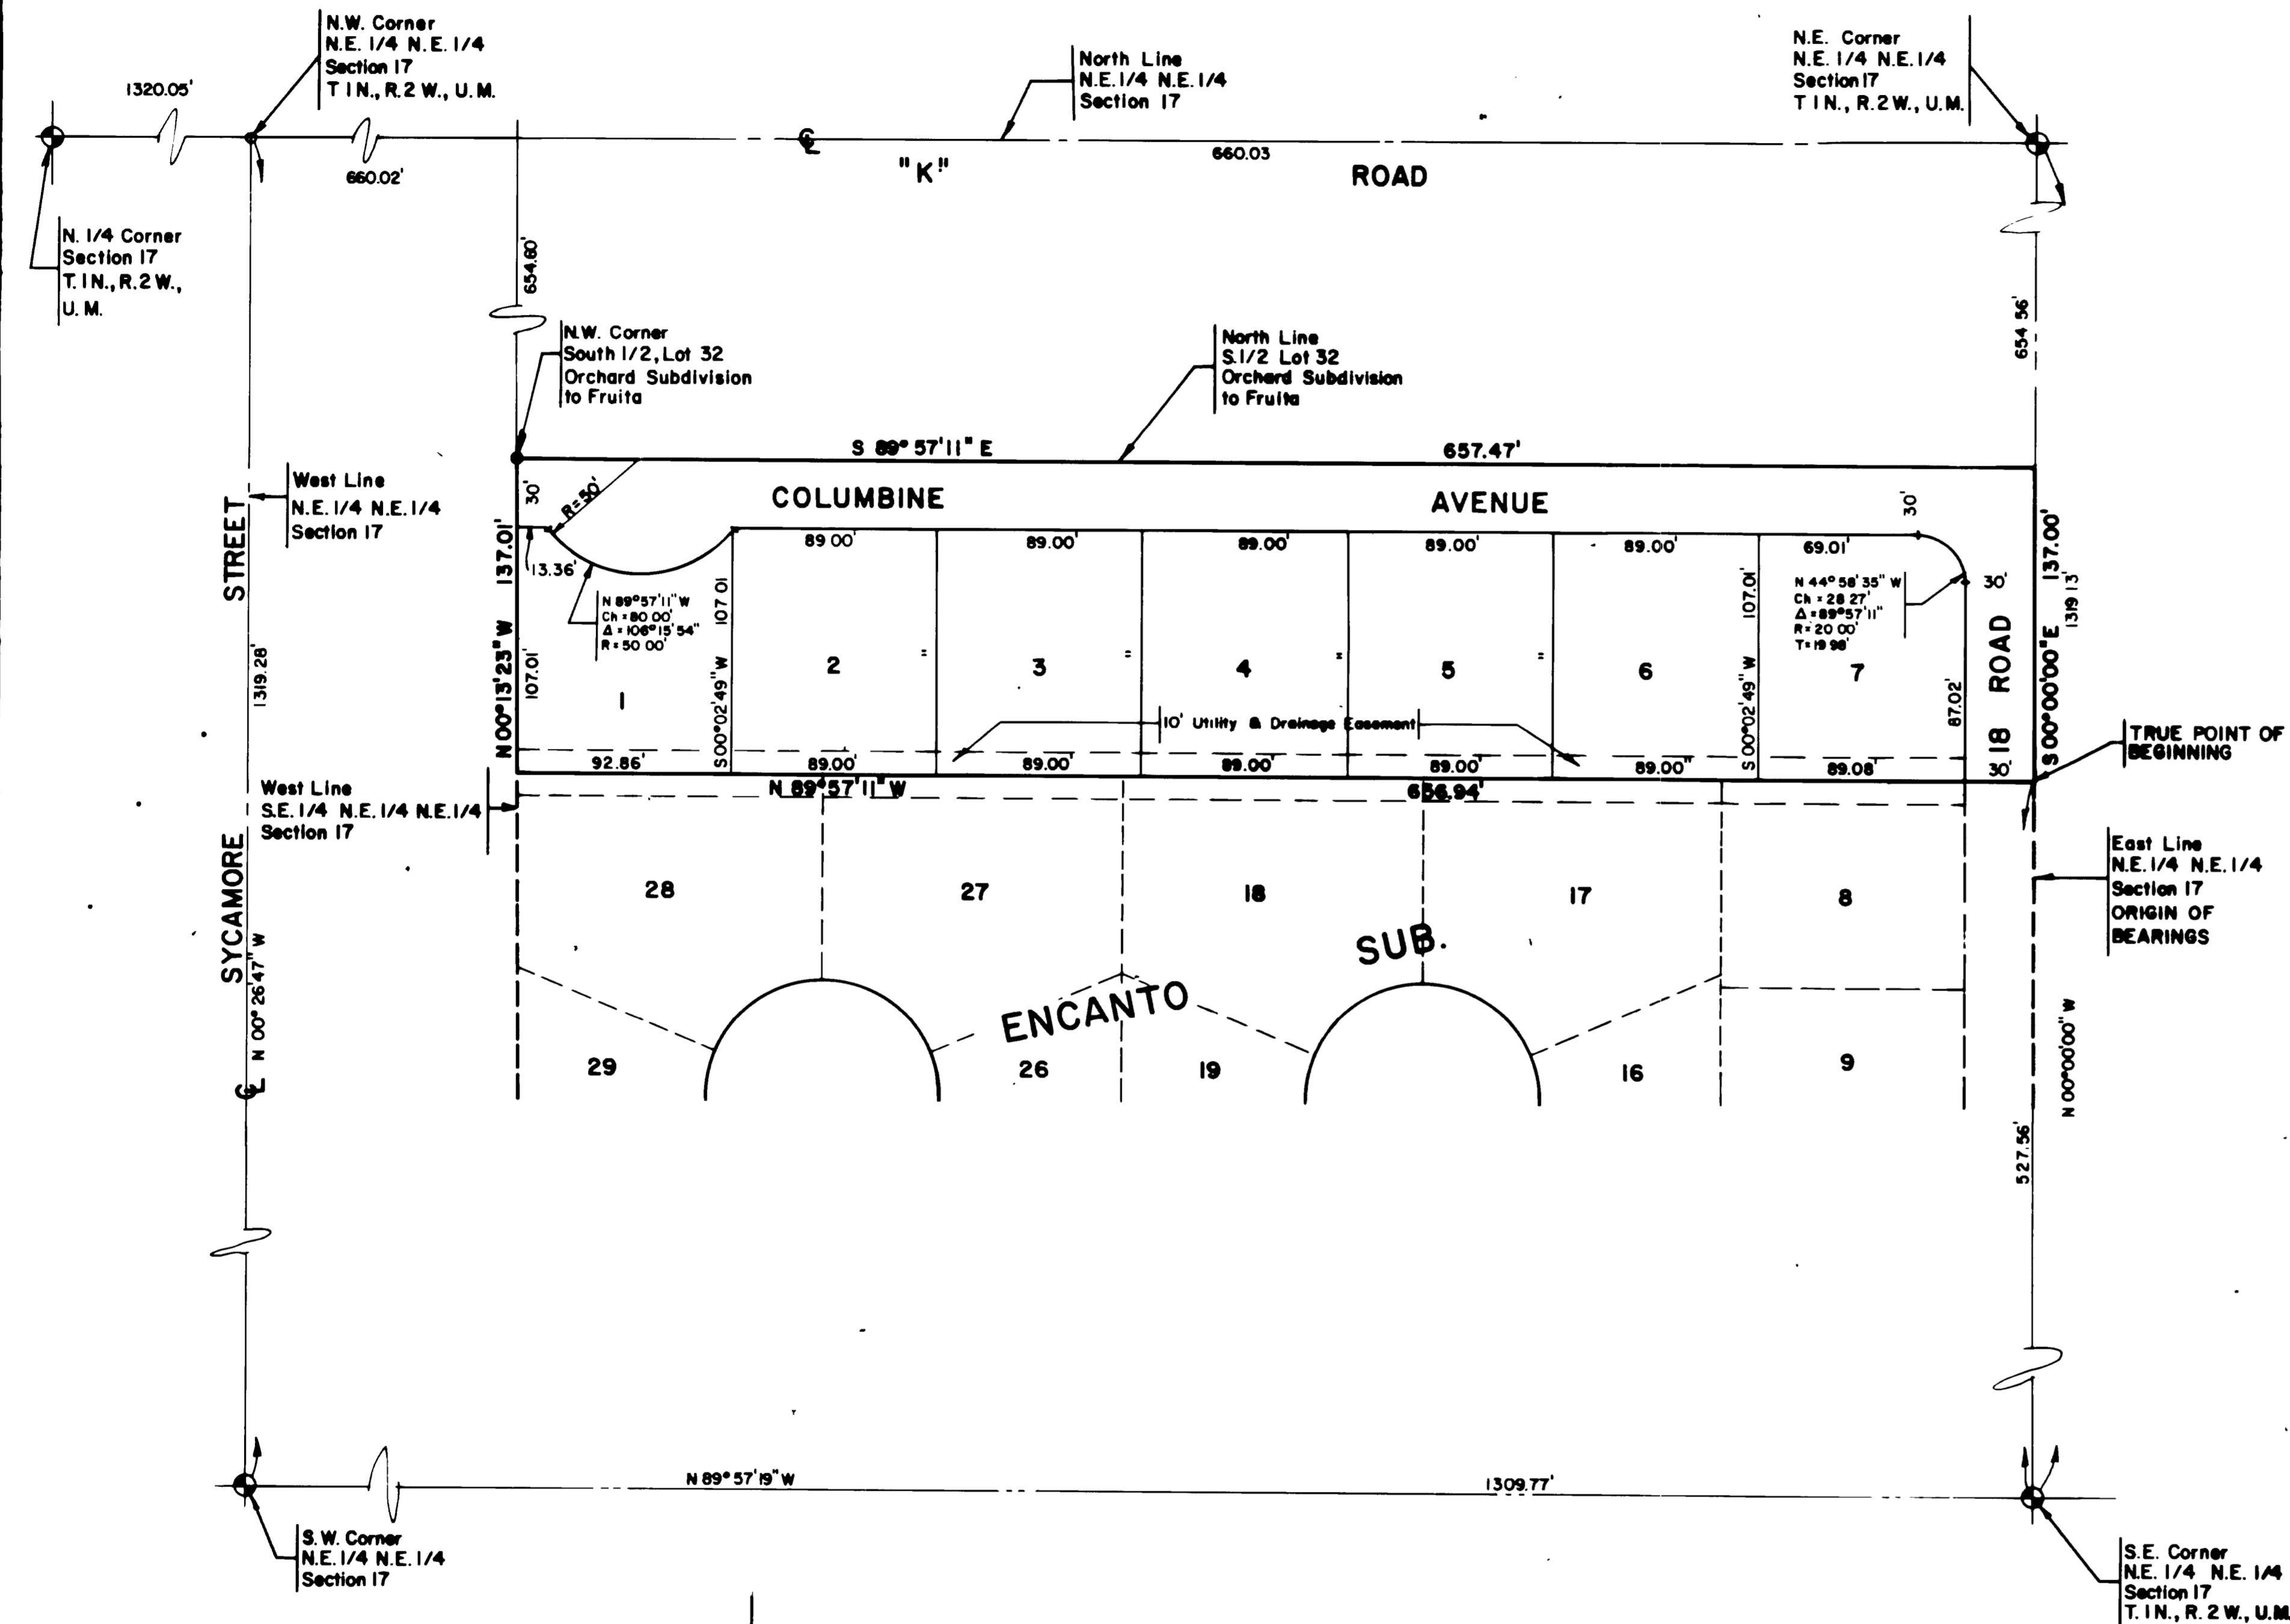 N.W. Corner
N.E. 1/4 N.E. 1/4
Section 17
T 1N., R.2 W., U.M.
1320.05'
660.02'
N. 1/4 Corner
Section 17
T. 1N., R.2 W.,
U. M.
North Line
N.E.1/4 N.E.1/4
Section 17
660.03
"K" ROAD
N.E. Corner
N.E. 1/4 N.E.1/4
Section 17
T 1N., R.2W., U.M.
654.60'
654 56'
N.W. Corner
South 1/2, Lot 32
Orchard Subdivision
to Fruita
North Line
S.1/2 Lot 32
Orchard Subdivision
to Fruita
West Line
N.E.1/4 N.E.1/4
Section 17
S 89° 57'11" E 657.47'
COLUMBINE AVENUE
30'
R=50'
13.36'
30'
89 00' 89.00' 89.00' 89.00' 89.00' 69.01'
N 89°57'11" W
Ch = 80 00'
Δ = 106°15'54"
R = 50 00'
N 44° 58' 35" W
Ch = 28 27'
Δ = 89°57'11"
R = 20 00'
T = 19 98'
30'
N 00°13'23" W 137.01'
107.01'
S 00°02'49" W 107 01
S 00°02'49" W 107.01'
87.02'
18 ROAD
S 00°00'00"E 137.00'
1319 13'
1 2 3 4 5 6 7
" " " "
10' Utility & Drainage Easement
92.86' 89.00' 89.00' 89.00' 89.00' 89.00" 89.08' 30'
N 89°57'11" W 656.94'
TRUE POINT OF
BEGINNING
West Line
S.E. 1/4 N.E. 1/4 N.E. 1/4
Section 17
SYCAMORE STREET
1319.28'
N 00° 26' 47" W
℄
℄
East Line
N.E. 1/4 N.E. 1/4
Section 17
ORIGIN OF
BEARINGS
28 27 18 17 8
ENCANTO SUB.
29 26 19 16 9
N 00°00'00" W
527.56'
N 89° 57' 19" W 1309.77'
S.W. Corner
N.E. 1/4 N.E. 1/4
Section 17
S.E. Corner
N.E. 1/4 N.E. 1/4
Section 17
T. 1N., R. 2 W., U.M.